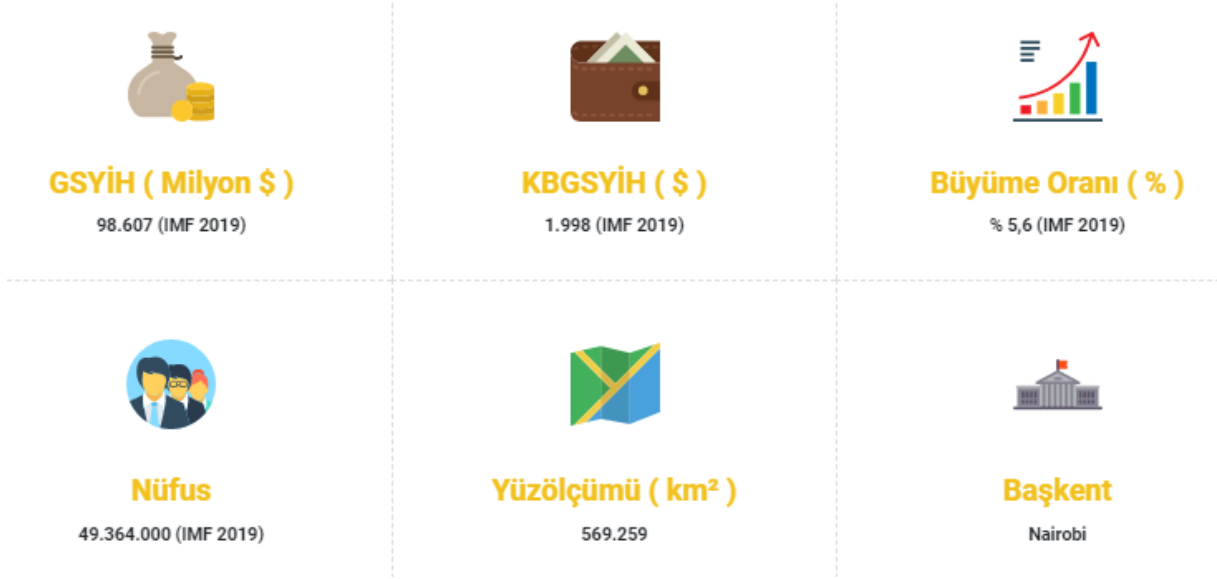 GSYİH ( Milyon $ )
98.607 (IMF 2019)
KBGSYİH ( $ )
1.998 (IMF 2019)
Büyüme Oranı ( % )
% 5,6 (IMF 2019)
Nüfus
49.364.000 (IMF 2019)
Yüzölçümü ( km² )
569.259
Başkent
Nairobi